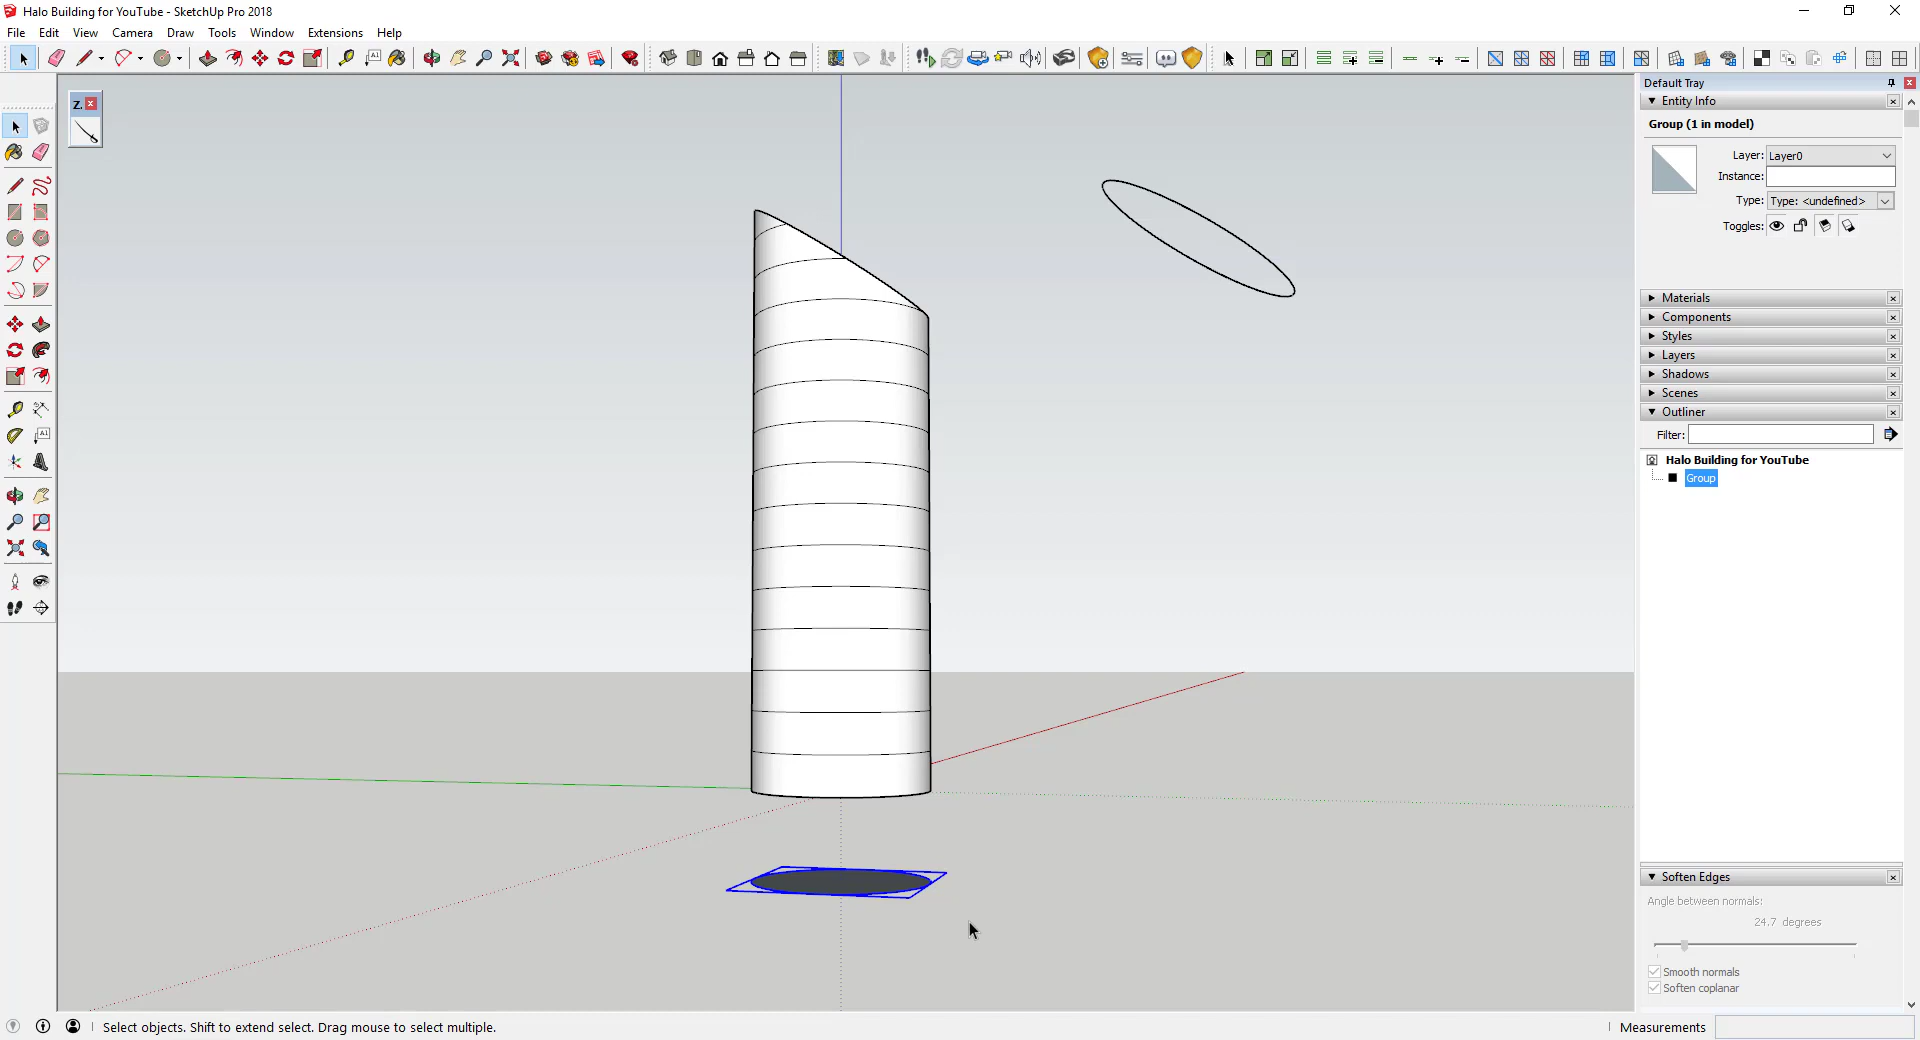 Halo Building for YouTube - SketchUp Pro 2018
File Edit View Camera Draw Tools Window Extensions Help
Z.
Default Tray
Entity Info
Group (1 in model)
Layer: Layer0
Instance:
Type: Type: <undefined>
Toggles:
Materials
Components
Styles
Layers
Shadows
Scenes
Outliner
Filter:
Halo Building for YouTube
Group
Soften Edges
Angle between normals:
24.7 degrees
Smooth normals
Soften coplanar
Select objects. Shift to extend select. Drag mouse to select multiple.
Measurements